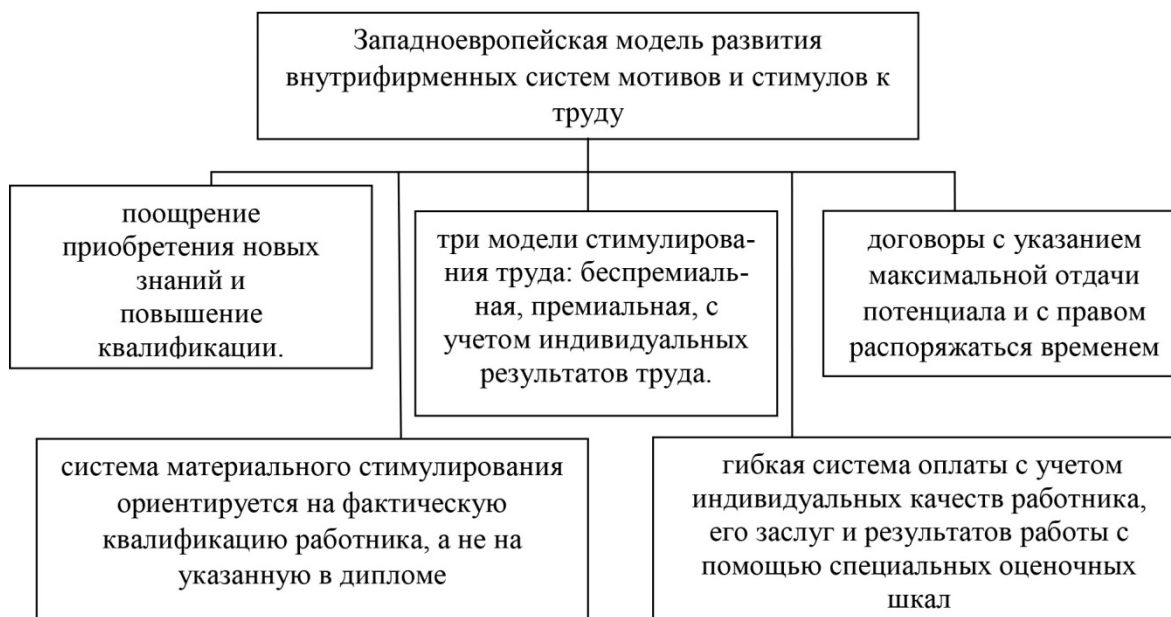 Западноевропейская модель развития
внутрифирменных систем мотивов и стимулов к
труду
поощрение
приобретения новых
знаний и
повышение
квалификации.
три модели стимулирова-
ния труда: беспремиаль-
ная, премиальная, с
учетом индивидуальных
результатов труда.
договоры с указанием
максимальной отдачи
потенциала и с правом
распоряжаться временем
система материального стимулирования
ориентируется на фактическую
квалификацию работника, а не на
указанную в дипломе
гибкая система оплаты с учетом
индивидуальных качеств работника,
его заслуг и результатов работы с
помощью специальных оценочных
шкал